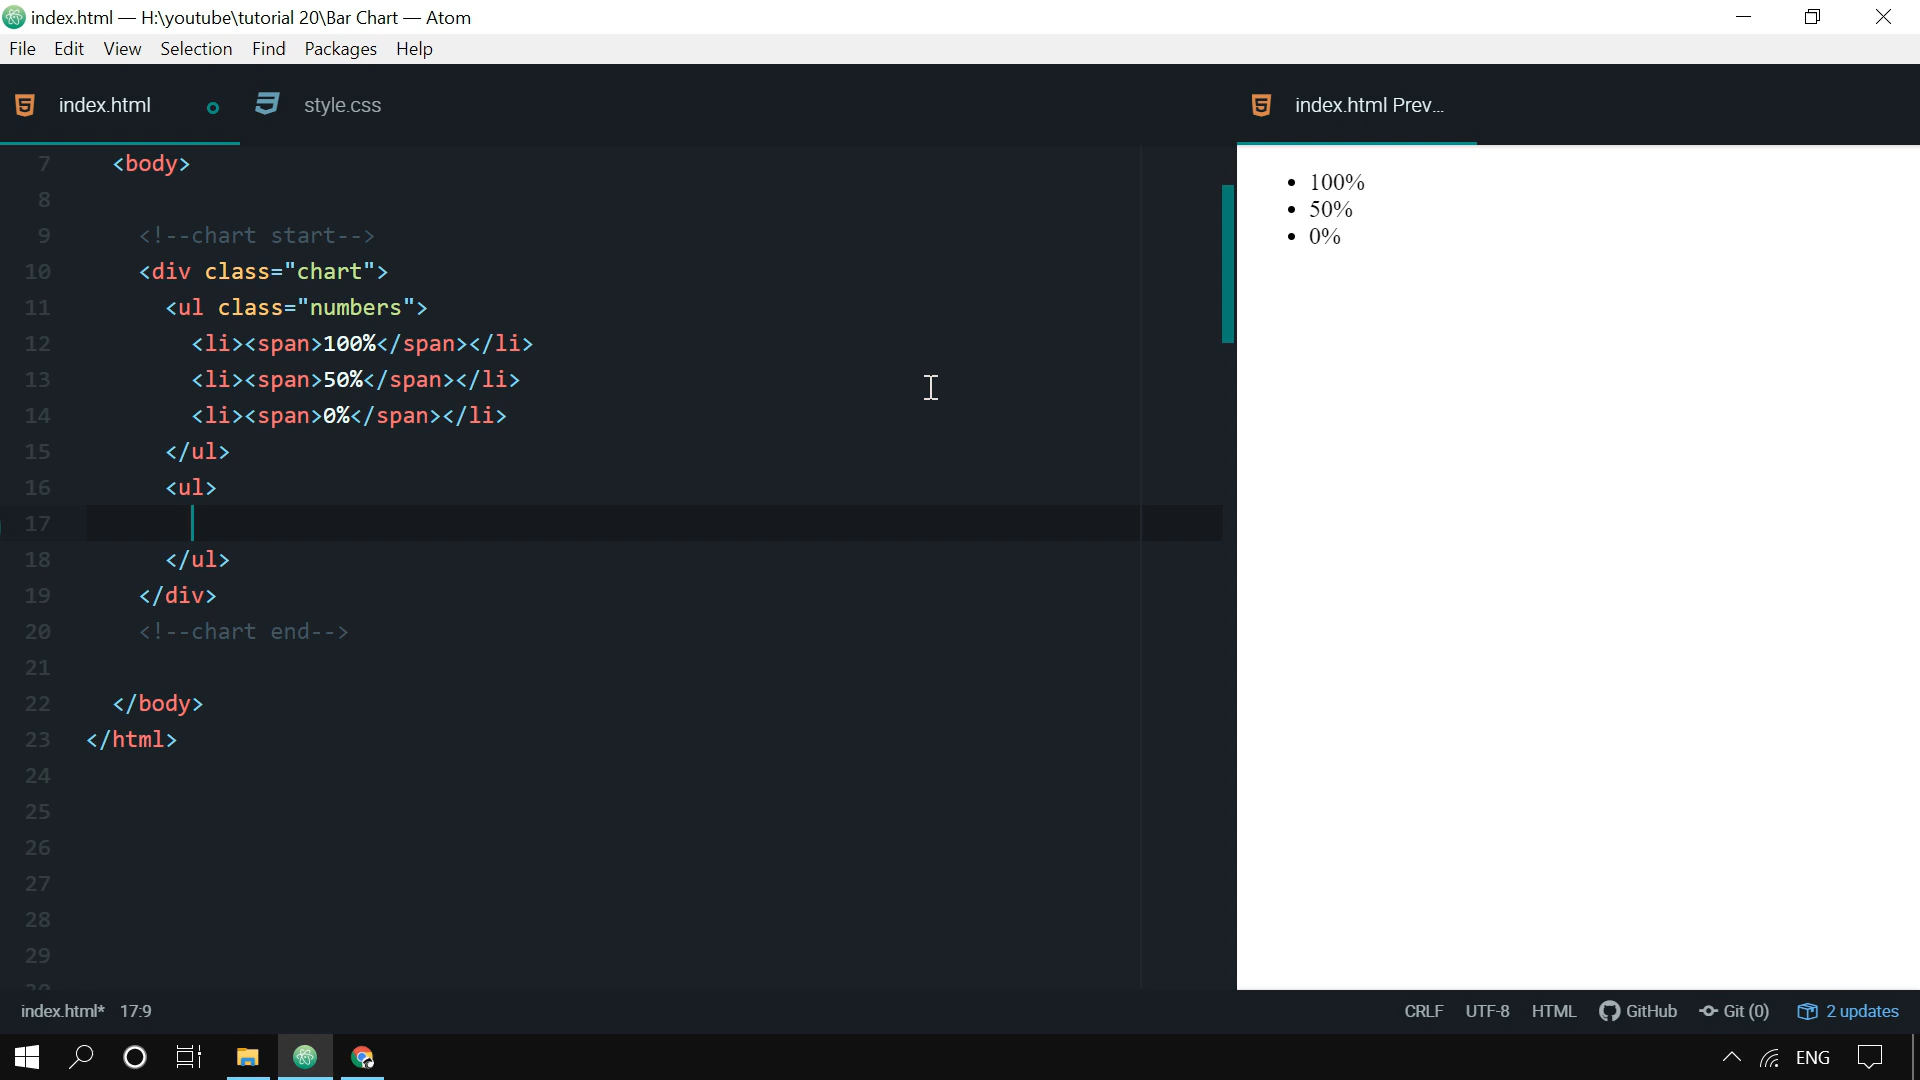 index.html — H:\youtube\tutorial 20\Bar Chart — Atom
File Edit View Selection Find Packages Help
index.html style.css index.html Prev...
7 <body>
8
9 <!--chart start-->
10 <div class="chart">
11 <ul class="numbers">
12 <li><span>100%</span></li>
13 <li><span>50%</span></li>
14 <li><span>0%</span></li>
15 </ul>
16 <ul>
17
18 </ul>
19 </div>
20 <!--chart end-->
21
22 </body>
23 </html>
24
25
26
27
28
29
• 100%
• 50%
• 0%
index.html* 17:9 CRLF UTF-8 HTML GitHub Git (0) 2 updates
ENG